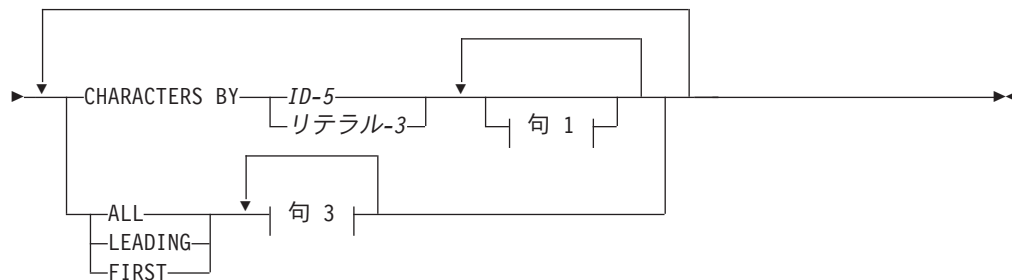 CHARACTERS BY ID-5 句 1
リテラル-3
ALL 句 3
LEADING
FIRST